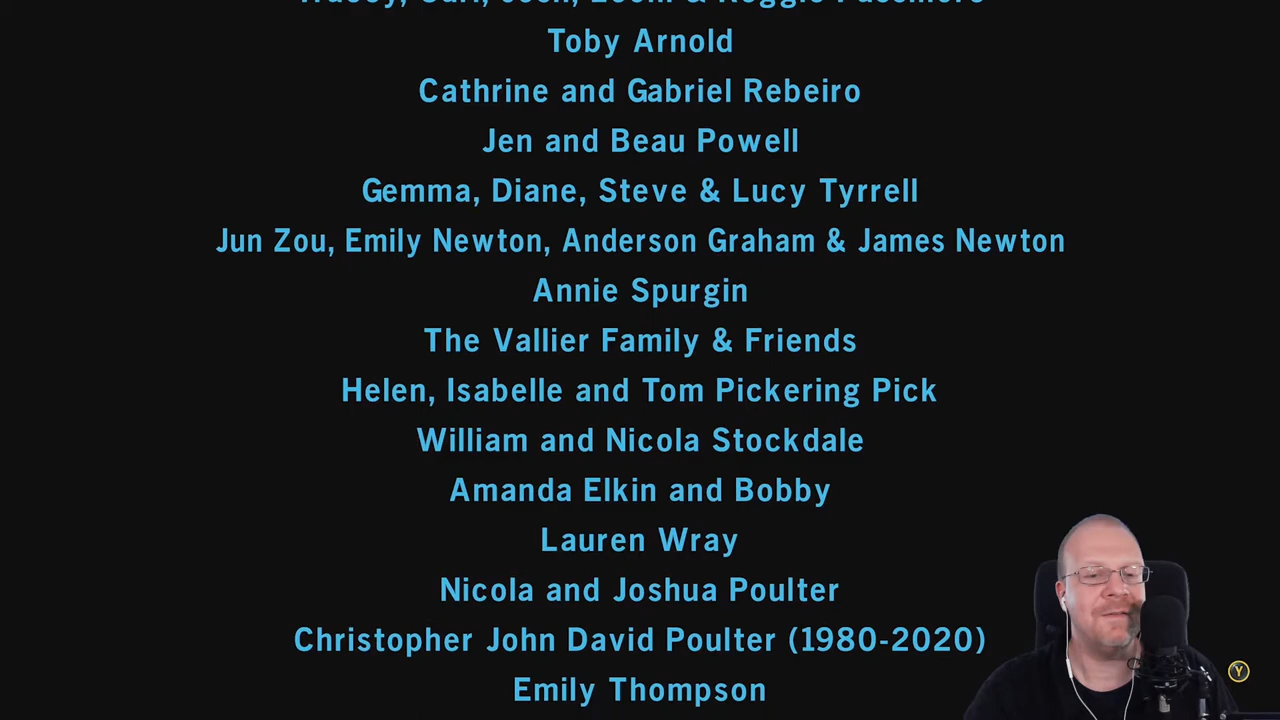 Toby Arnold
Cathrine and Gabriel Rebeiro
Jen and Beau Powell
Gemma, Diane, Steve & Lucy Tyrrell
Jun Zou, Emily Newton, Anderson Graham & James Newton
Annie Spurgin
The Vallier Family & Friends
Helen, Isabelle and Tom Pickering Pick
William and Nicola Stockdale
Amanda Elkin and Bobby
Lauren Wray
Nicola and Joshua Poulter
Christopher John David Poulter (1980-2020)
Y
Emily Thompson